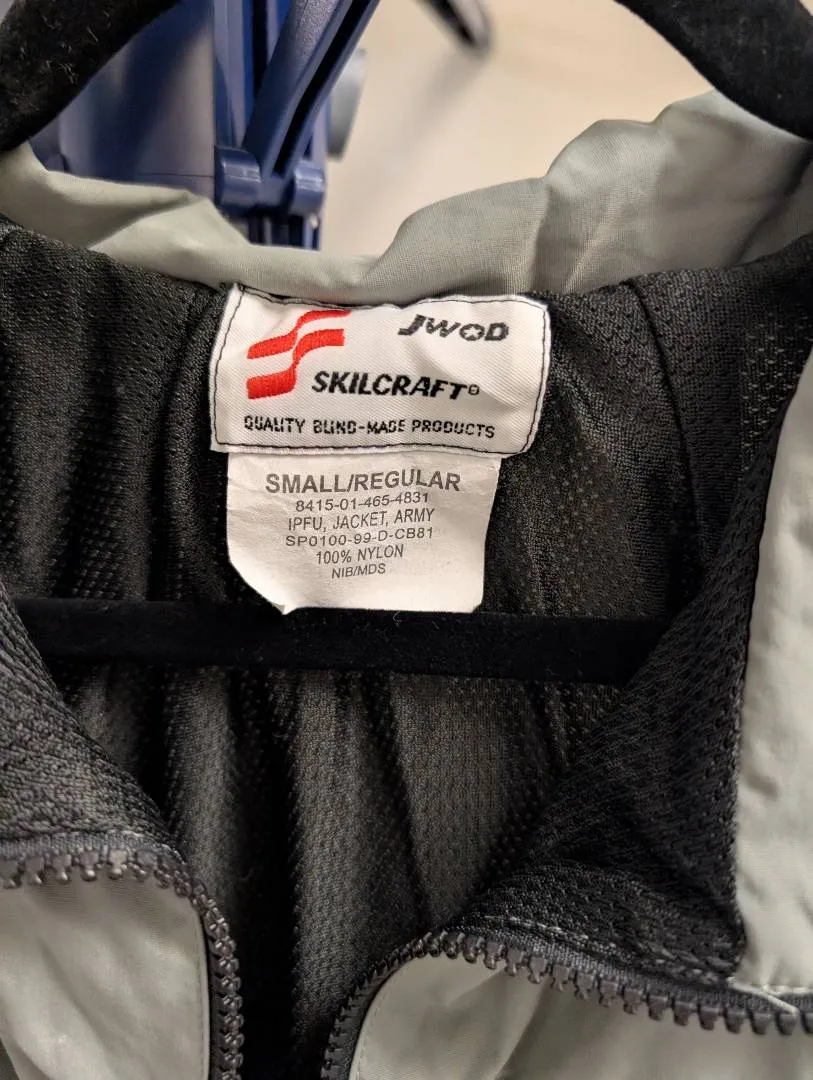 JWOD
SKILCRAFT®
QUALITY BLIND-MADE PRODUCTS
SMALL/REGULAR
8415-01-465-4831
IPFU, JACKET, ARMY
SP0100-99-D-CB81
100% NYLON
NIB/MDS